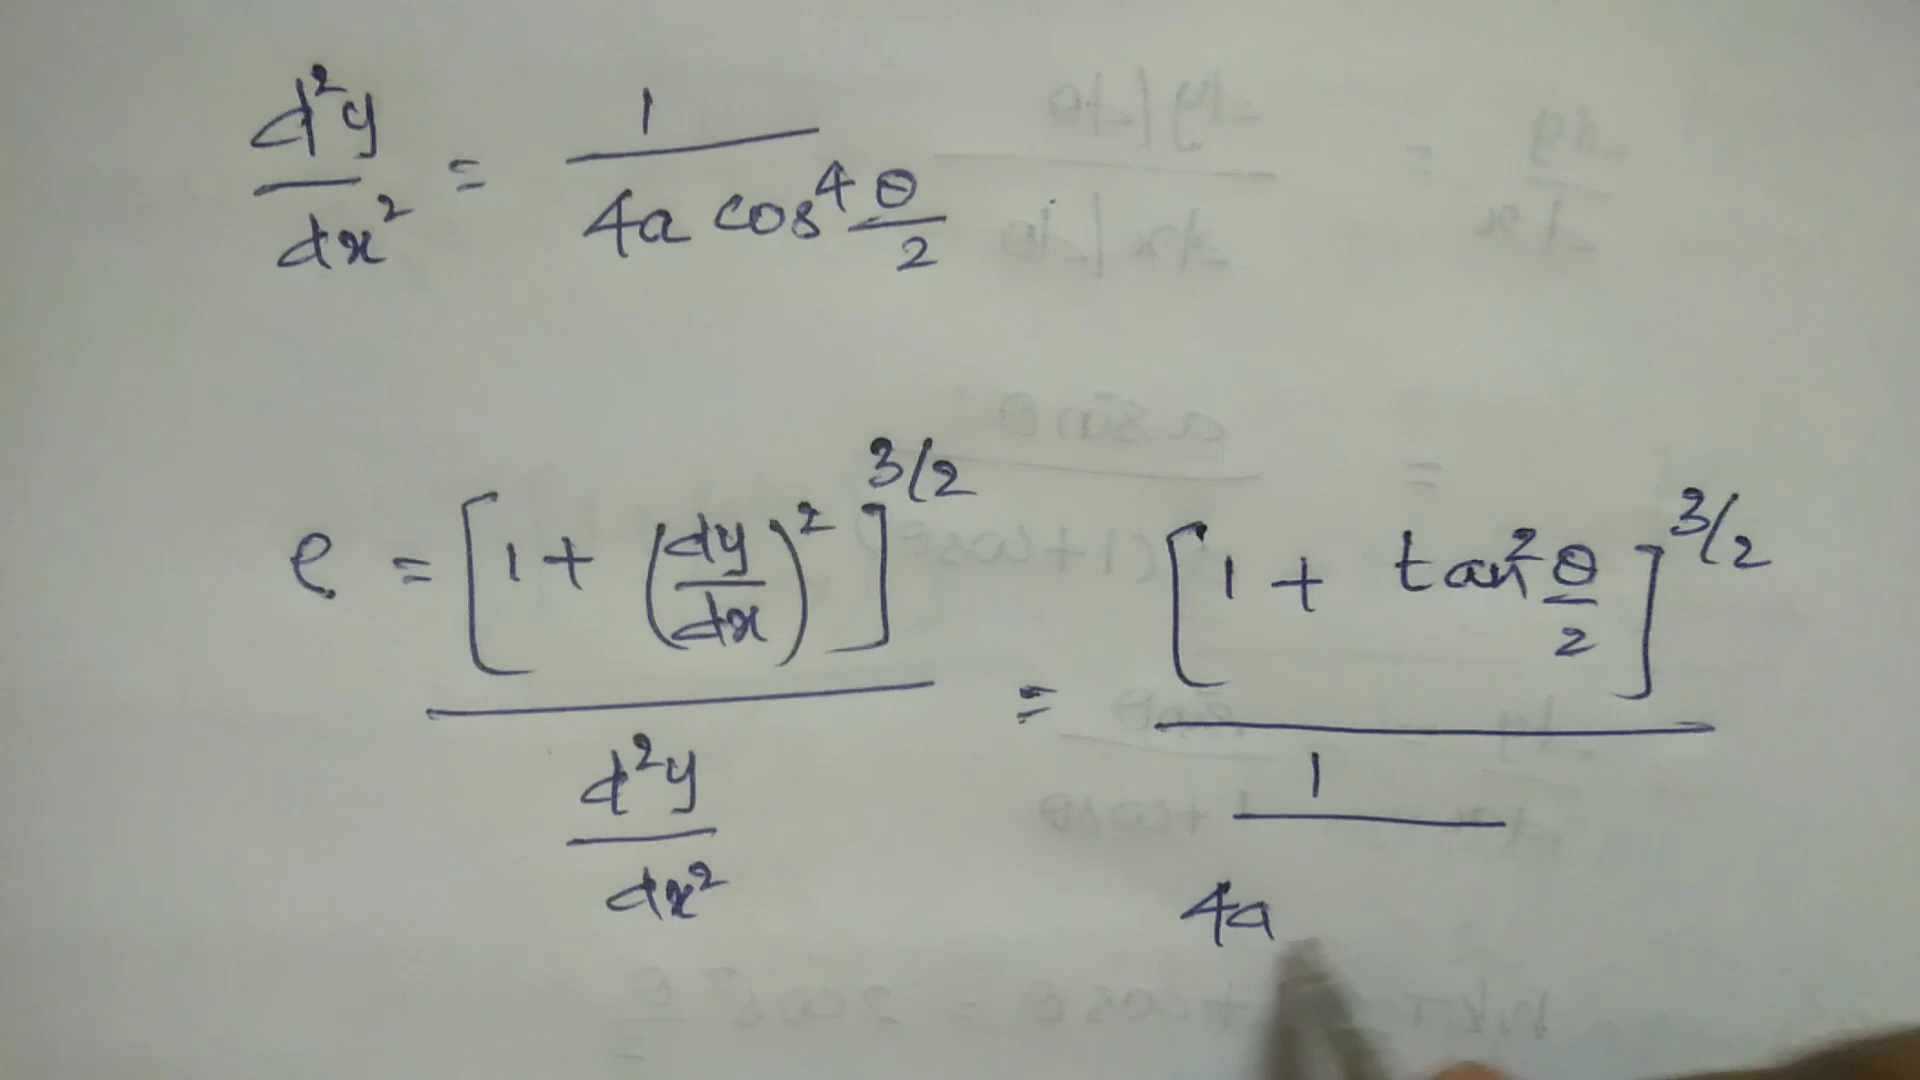 d²y/dx² = 1/(4a cos⁴ θ/2)
ρ = [1 + (dy/dx)²]^3/2 / (d²y/dx²) = [1 + tan² θ/2]^3/2 / (1/4a